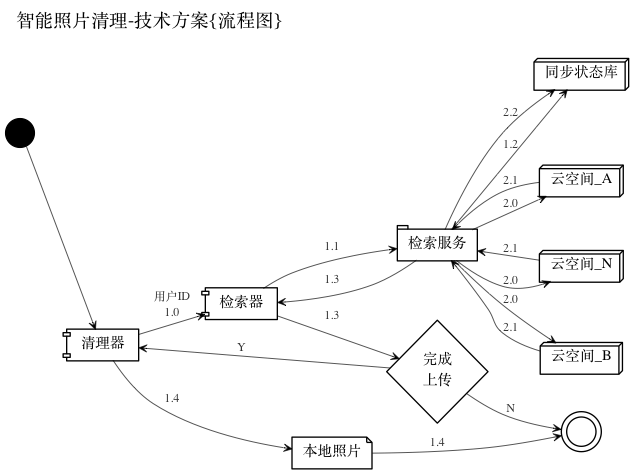 智能照片清理-技术方案{流程图}
同步状态库
2.2
1.2
2.1
云空间_A
2.0
检索服务
1.1
2.1
云空间_N
1.3
2.0
用户ID
检索器
2.0
1.0
1.3
2.1
清理器
Y
完成
上传
云空间_B
1.4
N
本地照片
1.4